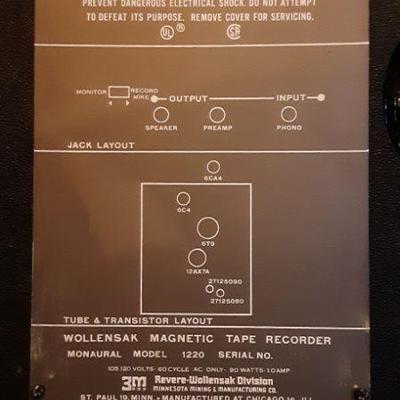 PREVENT DANGEROUS ELECTRICAL SHOCK. DO NOT ATTEMPT
TO DEFEAT ITS PURPOSE. REMOVE COVER FOR SERVICING.
UL ®
MONITOR
RECORD
MIKE
OUTPUT
INPUT
SPEAKER
PREAMP
PHONO
JACK LAYOUT
6CA4
6C4
6T9
12AX7A
27125090
27125080
TUBE & TRANSISTOR LAYOUT
WOLLENSAK MAGNETIC TAPE RECORDER
MONAURAL MODEL 1220 SERIAL NO.
105-120 VOLTS-60 CYCLE AC ONLY- 90 WATTS-1.0 AMP
3M Revere-Wollensak Division
MINNESOTA MINING & MANUFACTURING CO.
ST. PAUL 19, MINN. • MANUFACTURED AT CHICAGO 16, ILL.